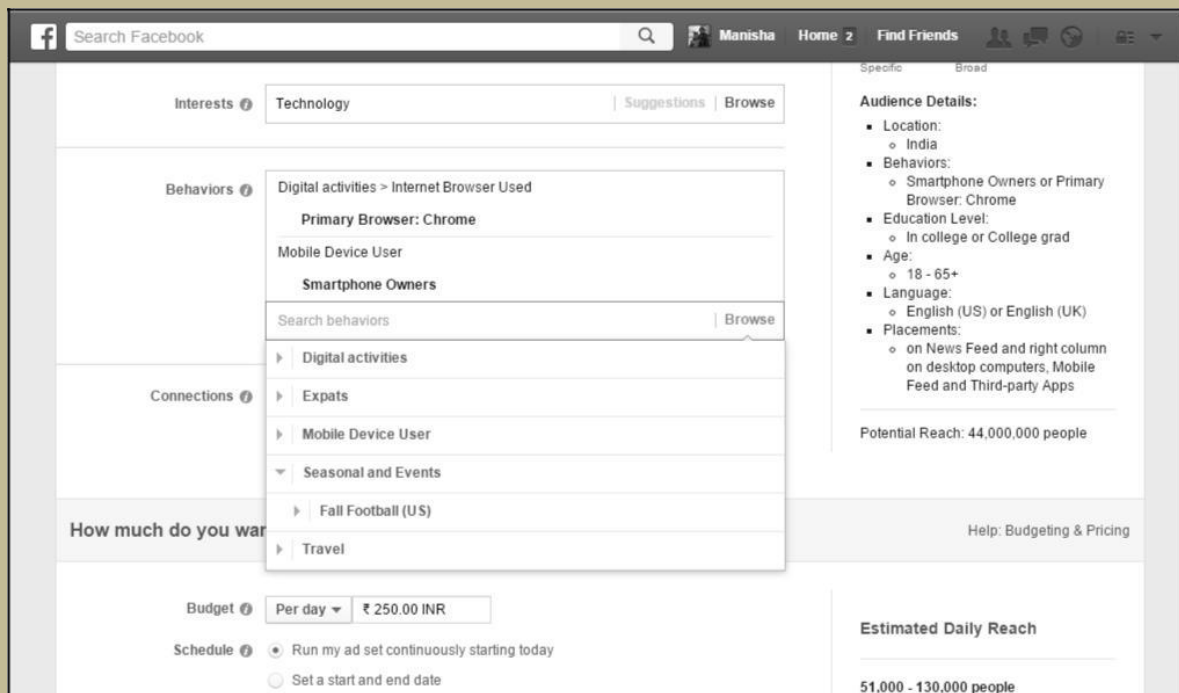 f
Search Facebook
Manisha
Home 2
Find Friends
Specific
Broad
Interests
Technology
Suggestions
Browse
Behaviors
Digital activities > Internet Browser Used
Primary Browser: Chrome
Mobile Device User
Smartphone Owners
Search behaviors
Browse
Digital activities
Expats
Mobile Device User
Seasonal and Events
Fall Football (US)
Travel
Connections
Audience Details:
Location:
India
Behaviors:
Smartphone Owners or Primary
Browser: Chrome
Education Level:
In college or College grad
Age:
18 - 65+
Language:
English (US) or English (UK)
Placements:
on News Feed and right column
on desktop computers, Mobile
Feed and Third-party Apps
Potential Reach: 44,000,000 people
How much do you wan
Help: Budgeting & Pricing
Budget
Per day
₹ 250.00 INR
Schedule
Run my ad set continuously starting today
Set a start and end date
Estimated Daily Reach
51,000 - 130,000 people